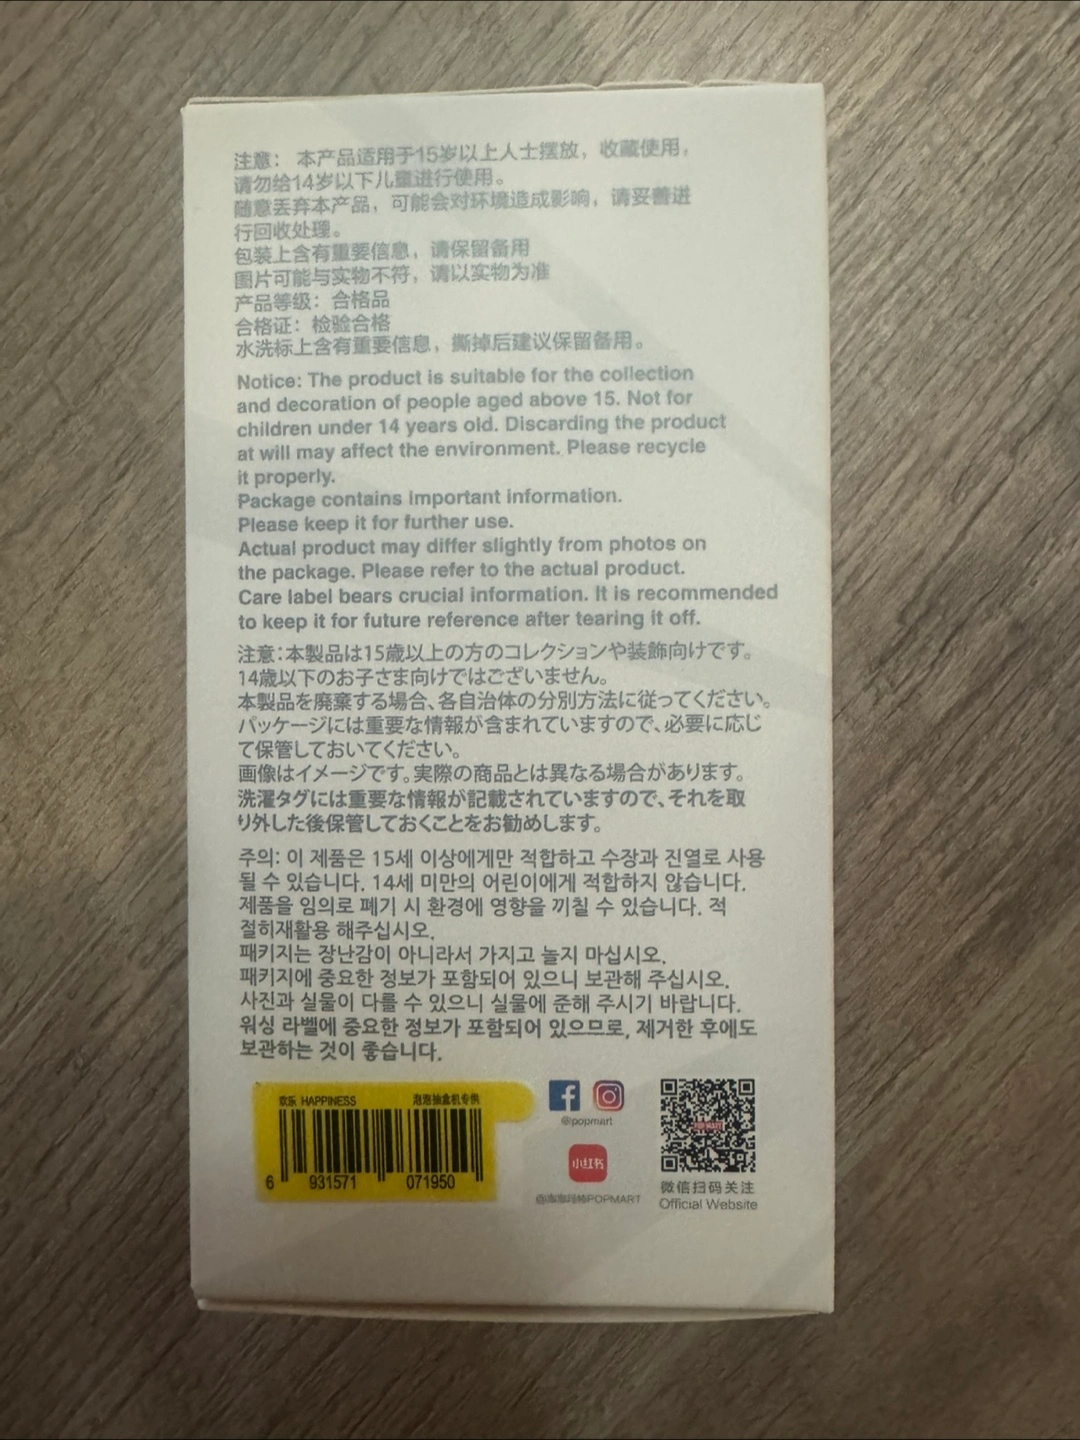 注意：本产品适用于15岁以上人士摆放，收藏使用，
请勿给14岁以下儿童进行使用。
随意丢弃本产品，可能会对环境造成影响，请妥善进
行回收处理。
包装上含有重要信息，请保留备用
图片可能与实物不符，请以实物为准
产品等级：合格品
合格证：检验合格
水洗标上含有重要信息，撕掉后建议保留备用。
Notice: The product is suitable for the collection
and decoration of people aged above 15. Not for
children under 14 years old. Discarding the product
at will may affect the environment. Please recycle
it properly.
Package contains important information.
Please keep it for further use.
Actual product may differ slightly from photos on
the package. Please refer to the actual product.
Care label bears crucial information. It is recommended
to keep it for future reference after tearing it off.
注意：本製品は15歳以上の方のコレクションや装飾向けです。
14歳以下のお子さま向けではございません。
本製品を廃棄する場合、各自治体の分別方法に従ってください。
パッケージには重要な情報が含まれていますので、必要に応じ
て保管しておいてください。
画像はイメージです。実際の商品とは異なる場合があります。
洗濯タグには重要な情報が記載されていますので、それを取
り外した後保管しておくことをお勧めします。
주의: 이 제품은 15세 이상에게만 적합하고 수장과 진열로 사용
될 수 있습니다. 14세 미만의 어린이에게 적합하지 않습니다.
제품을 임의로 폐기 시 환경에 영향을 끼칠 수 있습니다. 적
절히재활용 해주십시오.
패키지는 장난감이 아니라서 가지고 놀지 마십시오.
패키지에 중요한 정보가 포함되어 있으니 보관해 주십시오.
사진과 실물이 다를 수 있으니 실물에 준해 주시기 바랍니다.
워싱 라벨에 중요한 정보가 포함되어 있으므로, 제거한 후에도
보관하는 것이 좋습니다.
欢乐 HAPPINESS 泡泡抽盒机专供
6 931571 071950
@popmart
小红书
@泡泡玛特POPMART
POP MART
微信扫码关注
Official Website